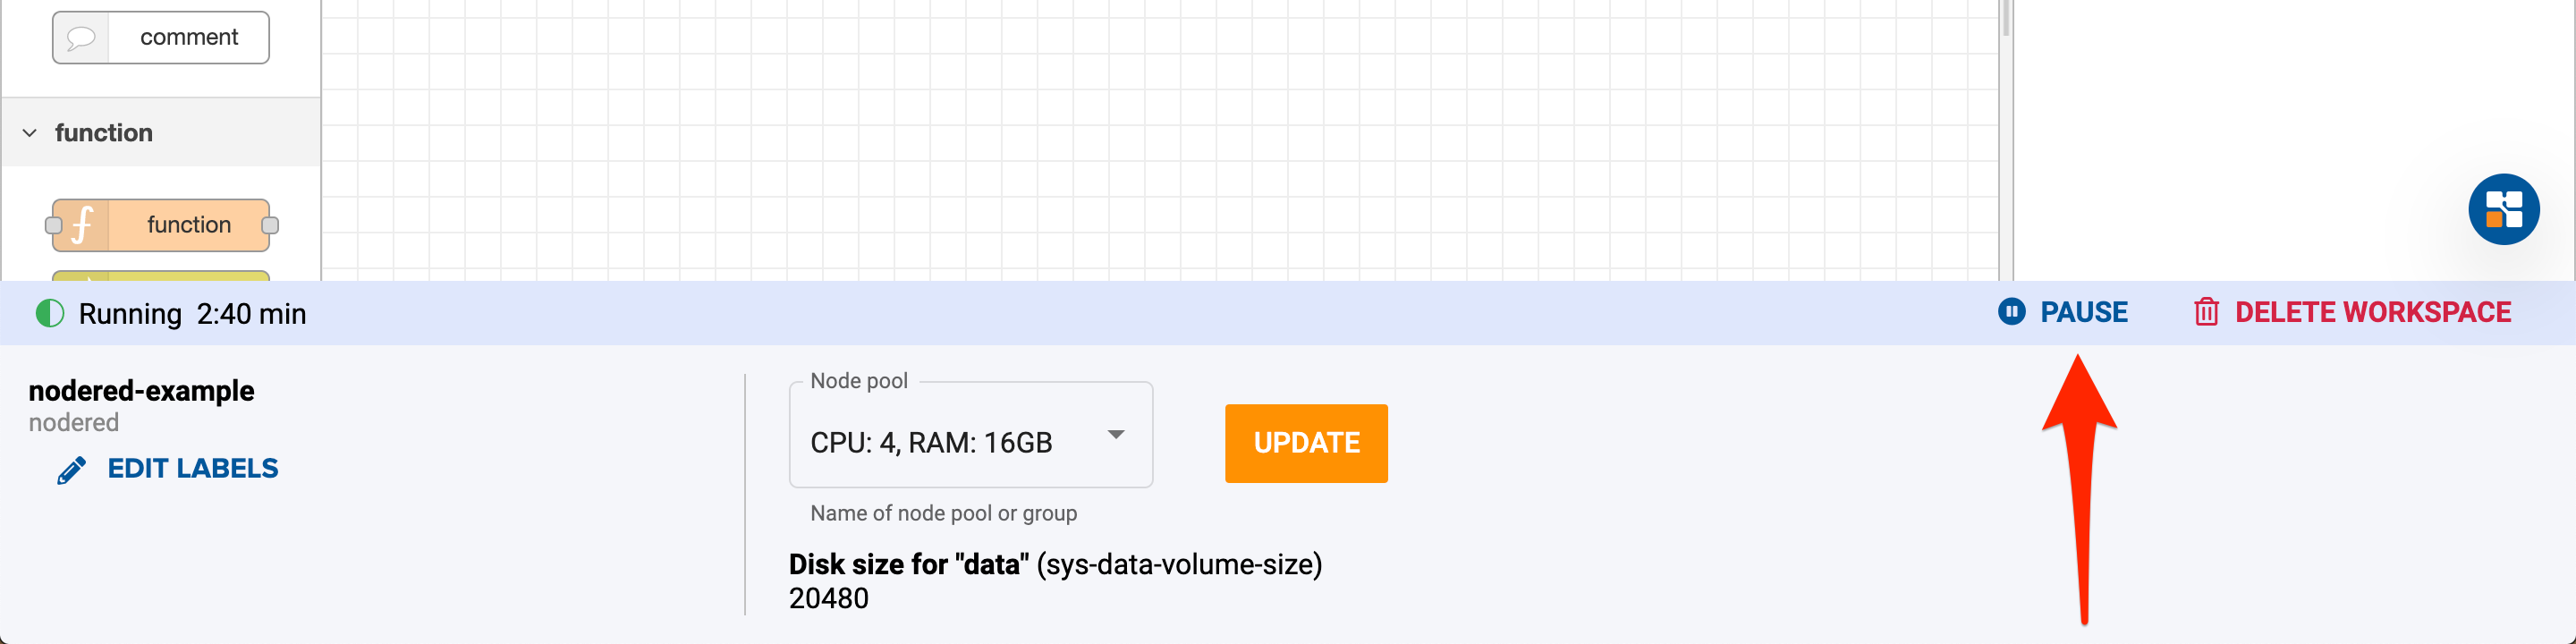 comment
function
function
Running 2:40 min
PAUSE
DELETE WORKSPACE
nodered-example
nodered
EDIT LABELS
Node pool
CPU: 4, RAM: 16GB
UPDATE
Name of node pool or group
Disk size for "data" (sys-data-volume-size)
20480